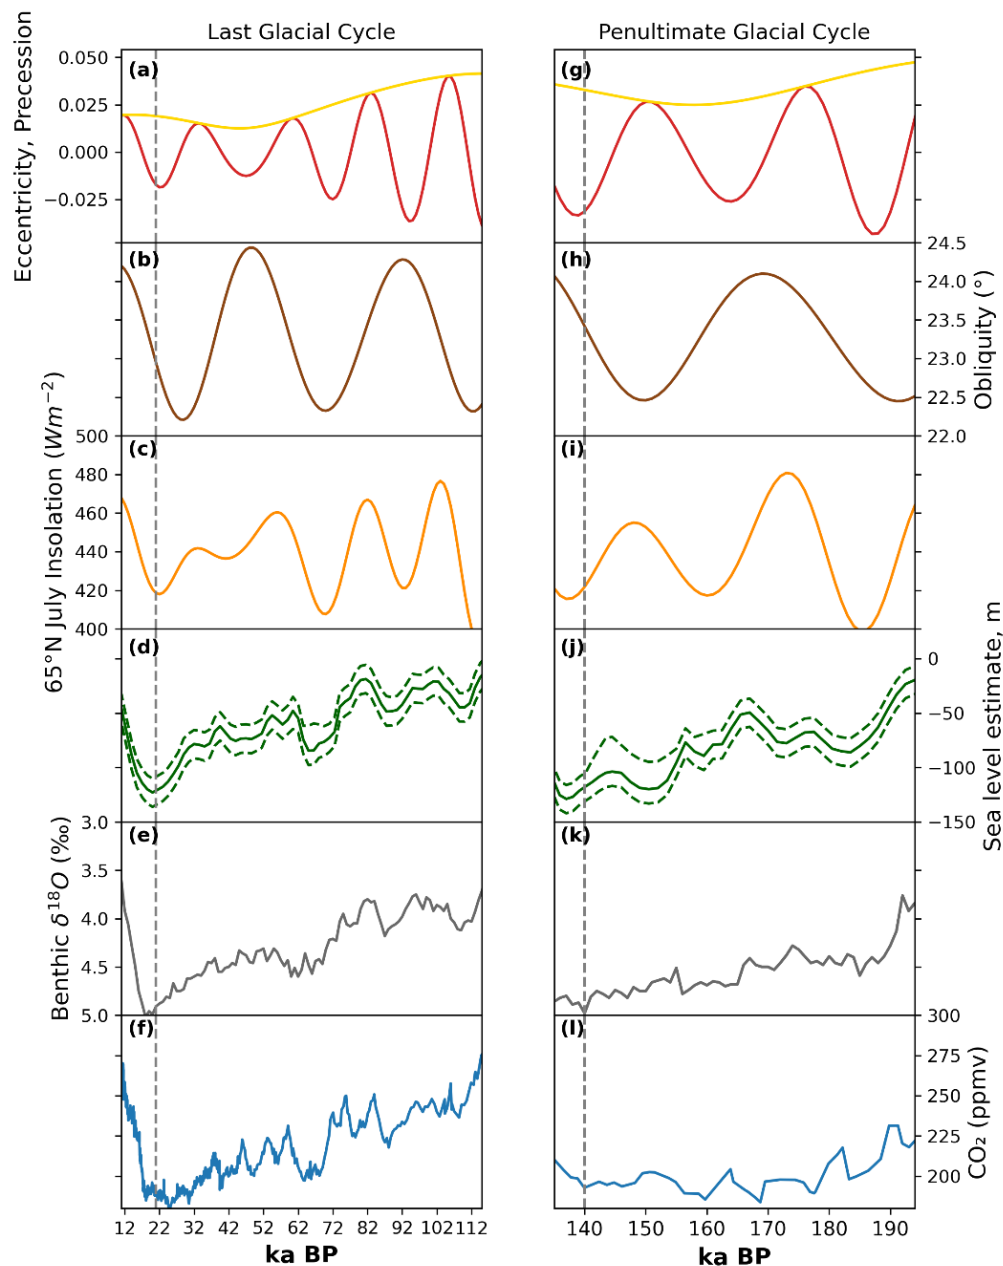 Last Glacial Cycle
Penultimate Glacial Cycle
Eccentricity, Precession
0.050
0.025
0.000
−0.025
(a)
(g)
(b)
(h)
24.5
24.0
23.5
23.0
22.5
22.0
Obliquity (°)
65°N July Insolation (Wm⁻²)
500
480
460
440
420
400
(c)
(i)
(d)
(j)
0
−50
−100
−150
Sea level estimate, m
Benthic δ¹⁸O (‰)
3.0
3.5
4.0
4.5
5.0
(e)
(k)
(f)
(l)
300
275
250
225
200
CO₂ (ppmv)
12 22 32 42 52 62 72 82 92 102 112
140 150 160 170 180 190
ka BP
ka BP